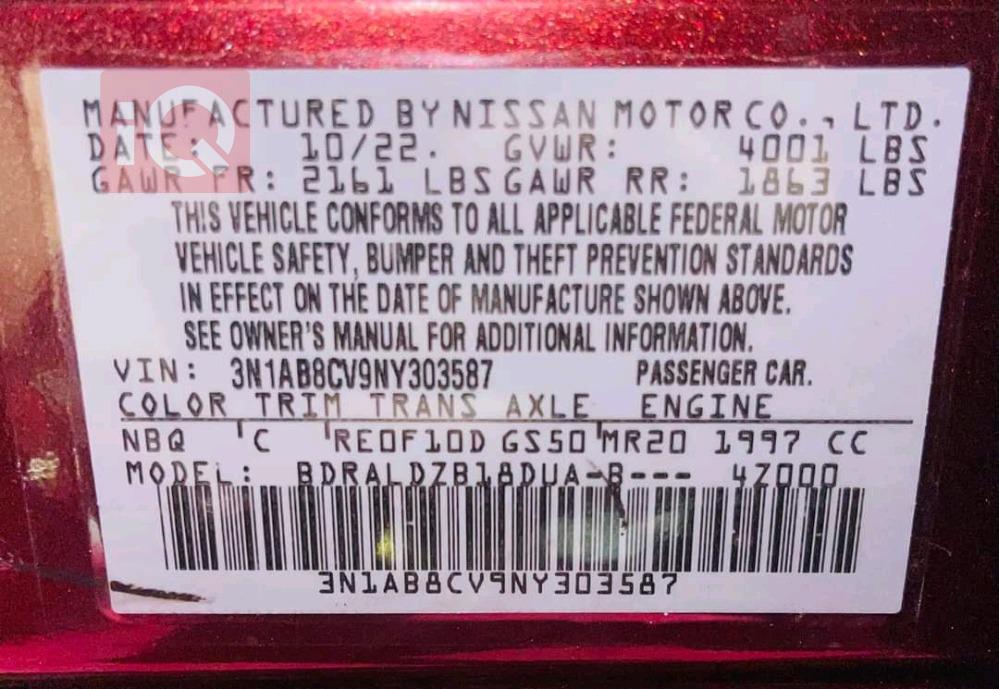 iQ
MANUFACTURED BY NISSAN MOTOR CO., LTD.
DATE: 10/22. GVWR: 4001 LBS
GAWR FR: 2161 LBS GAWR RR: 1863 LBS
THIS VEHICLE CONFORMS TO ALL APPLICABLE FEDERAL MOTOR
VEHICLE SAFETY, BUMPER AND THEFT PREVENTION STANDARDS
IN EFFECT ON THE DATE OF MANUFACTURE SHOWN ABOVE.
SEE OWNER'S MANUAL FOR ADDITIONAL INFORMATION.
VIN: 3N1AB8CV9NY303587 PASSENGER CAR.
COLOR TRIM TRANS AXLE ENGINE
NBQ C RE0F10D GS50 MR20 1997 CC
MODEL: BDRALDZB18DUA-B--- 4Z000
3N1AB8CV9NY303587